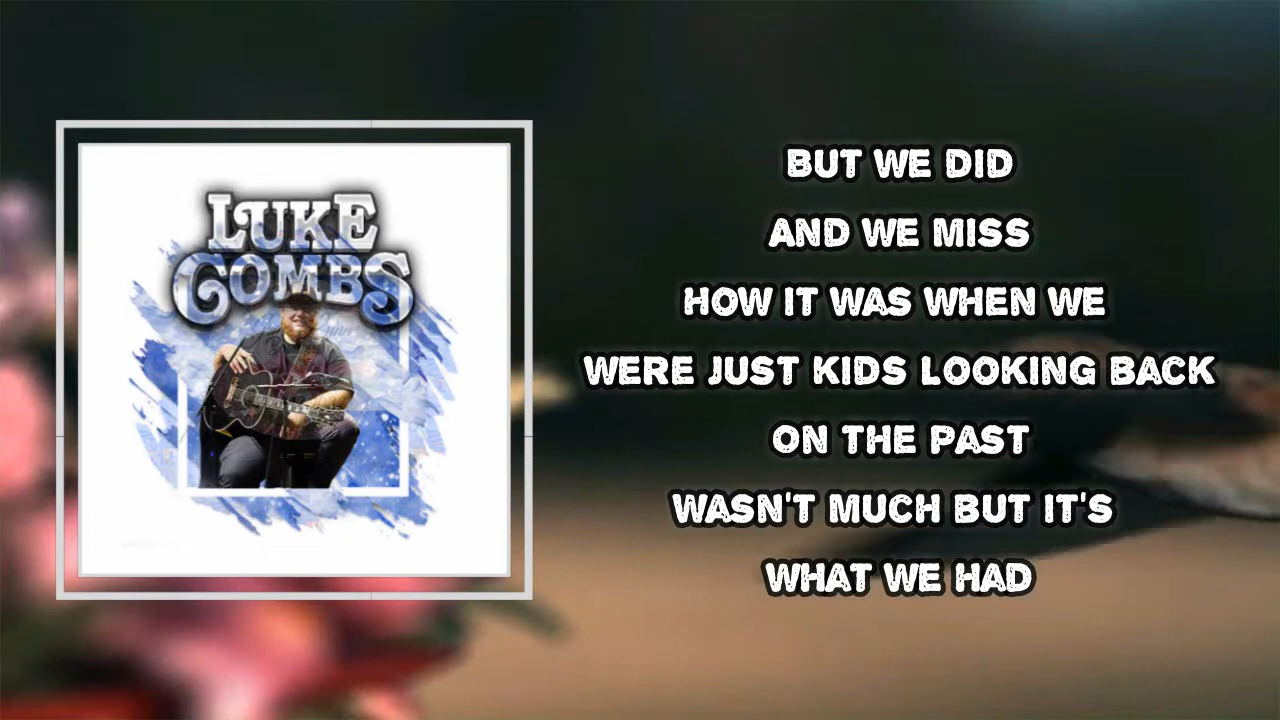 LUKE
COMBS
BUT WE DID
AND WE MISS
HOW IT WAS WHEN WE
WERE JUST KIDS LOOKING BACK
ON THE PAST
WASN'T MUCH BUT IT'S
WHAT WE HAD